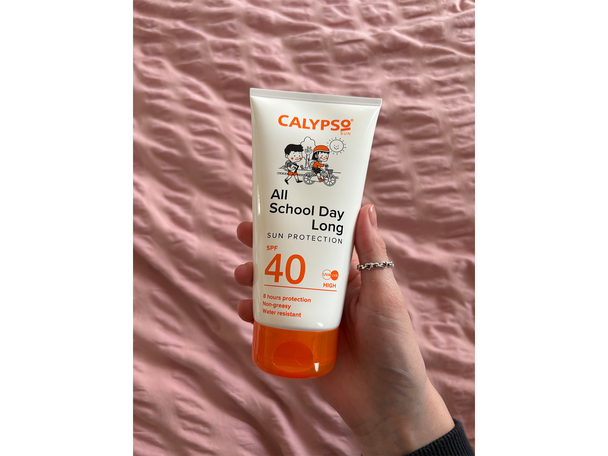 CALYPSO
SUN
All
School Day
Long
SUN PROTECTION
SPF
40
HIGH
8 hours protection
Non-greasy
Water resistant